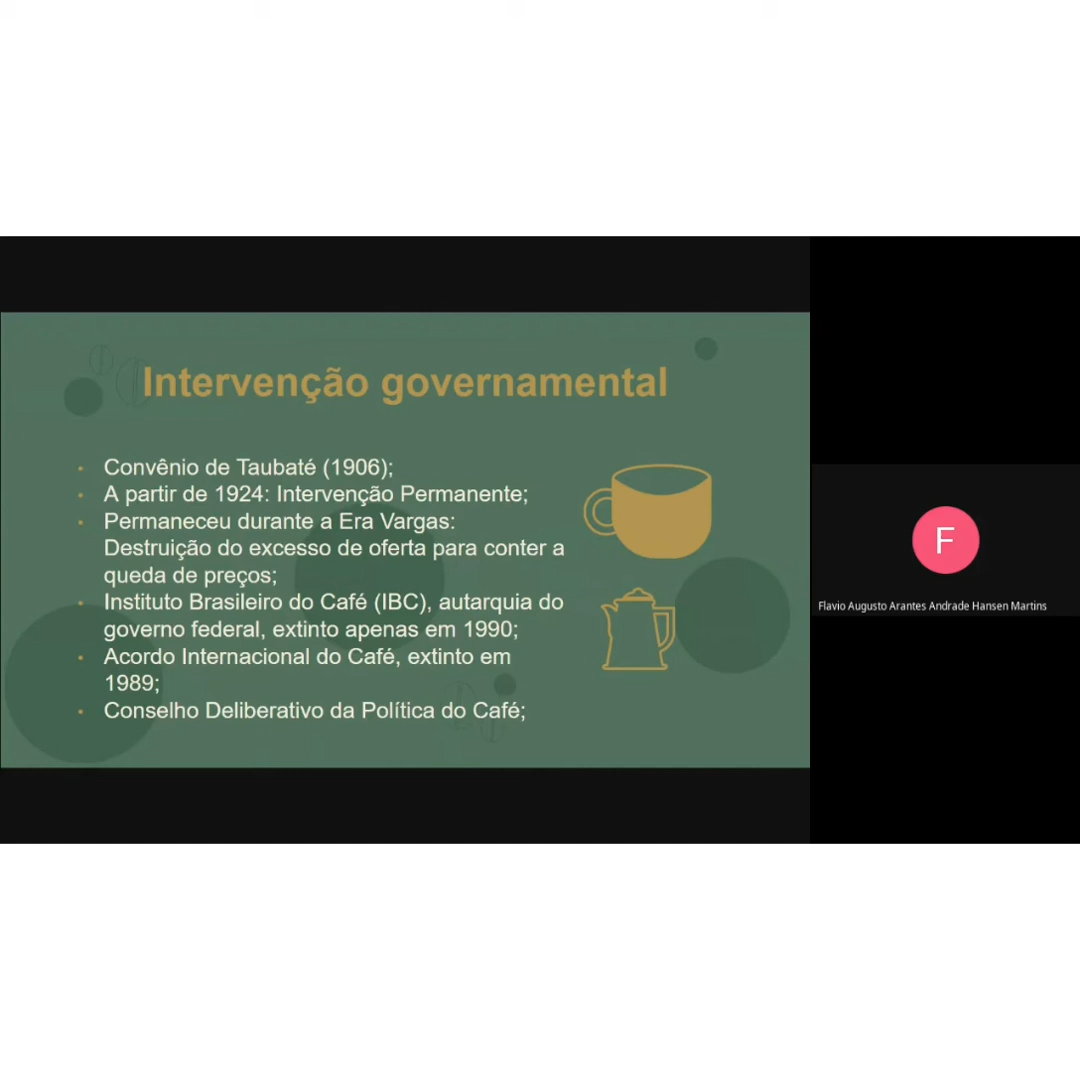 Intervenção governamental
• Convênio de Taubaté (1906);
• A partir de 1924: Intervenção Permanente;
• Permaneceu durante a Era Vargas:
Destruição do excesso de oferta para conter a
queda de preços;
• Instituto Brasileiro do Café (IBC), autarquia do
governo federal, extinto apenas em 1990;
• Acordo Internacional do Café, extinto em
1989;
• Conselho Deliberativo da Política do Café;
F
Flavio Augusto Arantes Andrade Hansen Martins